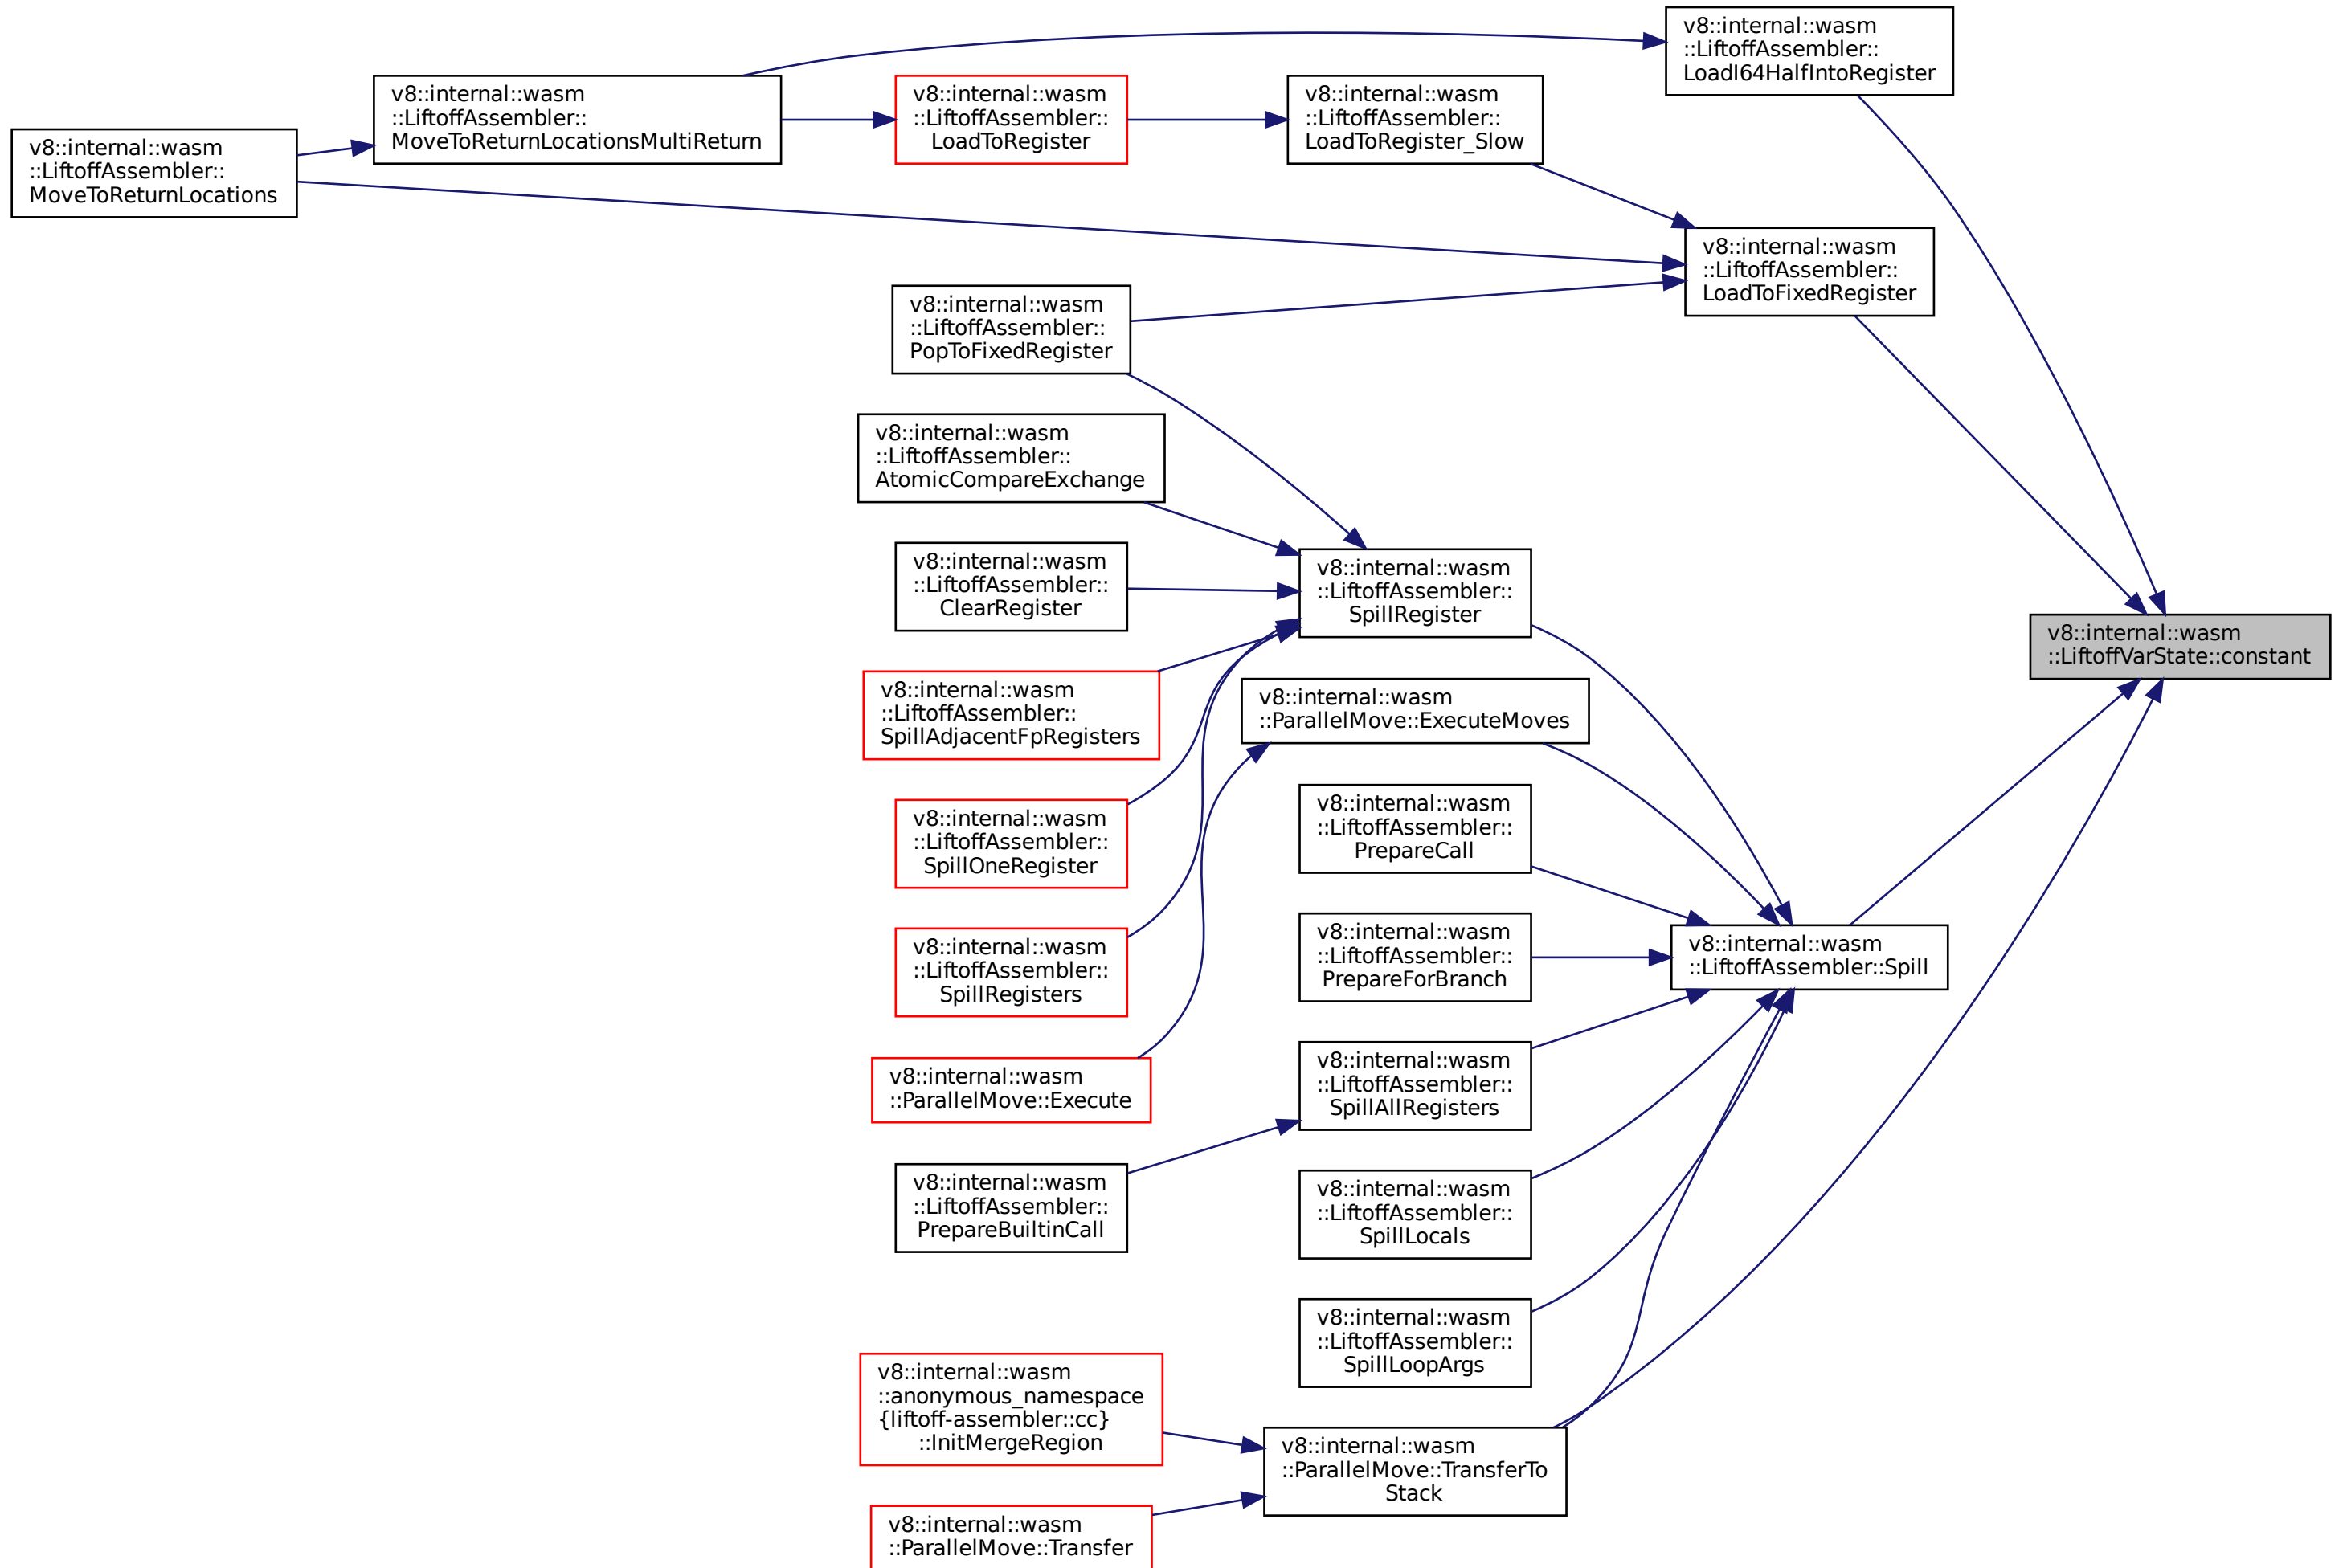 v8::internal::wasm
::LiftoffAssembler::
LoadI64HalfIntoRegister
v8::internal::wasm
::LiftoffAssembler::
MoveToReturnLocationsMultiReturn
v8::internal::wasm
::LiftoffAssembler::
LoadToRegister
v8::internal::wasm
::LiftoffAssembler::
LoadToRegister_Slow
v8::internal::wasm
::LiftoffAssembler::
MoveToReturnLocations
v8::internal::wasm
::LiftoffAssembler::
LoadToFixedRegister
v8::internal::wasm
::LiftoffAssembler::
PopToFixedRegister
v8::internal::wasm
::LiftoffAssembler::
AtomicCompareExchange
v8::internal::wasm
::LiftoffAssembler::
ClearRegister
v8::internal::wasm
::LiftoffAssembler::
SpillRegister
v8::internal::wasm
::LiftoffVarState::constant
v8::internal::wasm
::LiftoffAssembler::
SpillAdjacentFpRegisters
v8::internal::wasm
::ParallelMove::ExecuteMoves
v8::internal::wasm
::LiftoffAssembler::
SpillOneRegister
v8::internal::wasm
::LiftoffAssembler::
PrepareCall
v8::internal::wasm
::LiftoffAssembler::
SpillRegisters
v8::internal::wasm
::LiftoffAssembler::
PrepareForBranch
v8::internal::wasm
::LiftoffAssembler::Spill
v8::internal::wasm
::ParallelMove::Execute
v8::internal::wasm
::LiftoffAssembler::
SpillAllRegisters
v8::internal::wasm
::LiftoffAssembler::
PrepareBuiltinCall
v8::internal::wasm
::LiftoffAssembler::
SpillLocals
v8::internal::wasm
::LiftoffAssembler::
SpillLoopArgs
v8::internal::wasm
::anonymous_namespace
{liftoff-assembler::cc}
::InitMergeRegion
v8::internal::wasm
::ParallelMove::TransferTo
Stack
v8::internal::wasm
::ParallelMove::Transfer